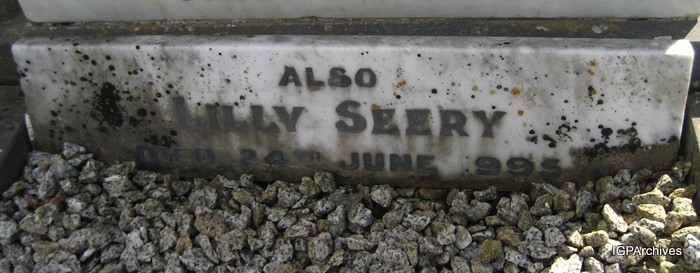 ALSO
LILLY SEERY
DIED 24TH JUNE 995
IGPArchives